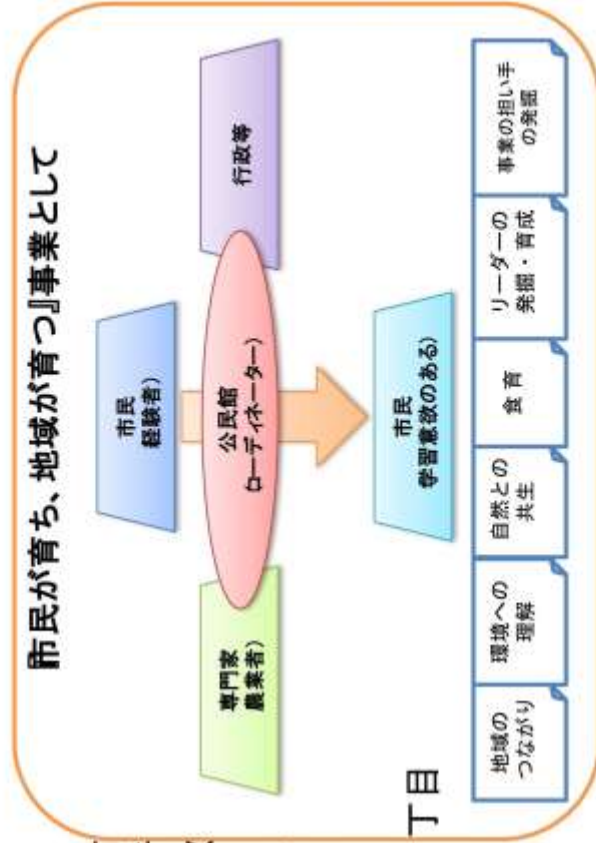 市民が育ち、地域が育つ』事業として
市民
経験者）
専門家
農業者）
公民館
コーディネーター）
行政等
市民
学習意欲のある）
丁目
地域の
つながり
環境への
理解
自然との
共生
食育
リーダーの
発掘・育成
事業の担い手
の発掘